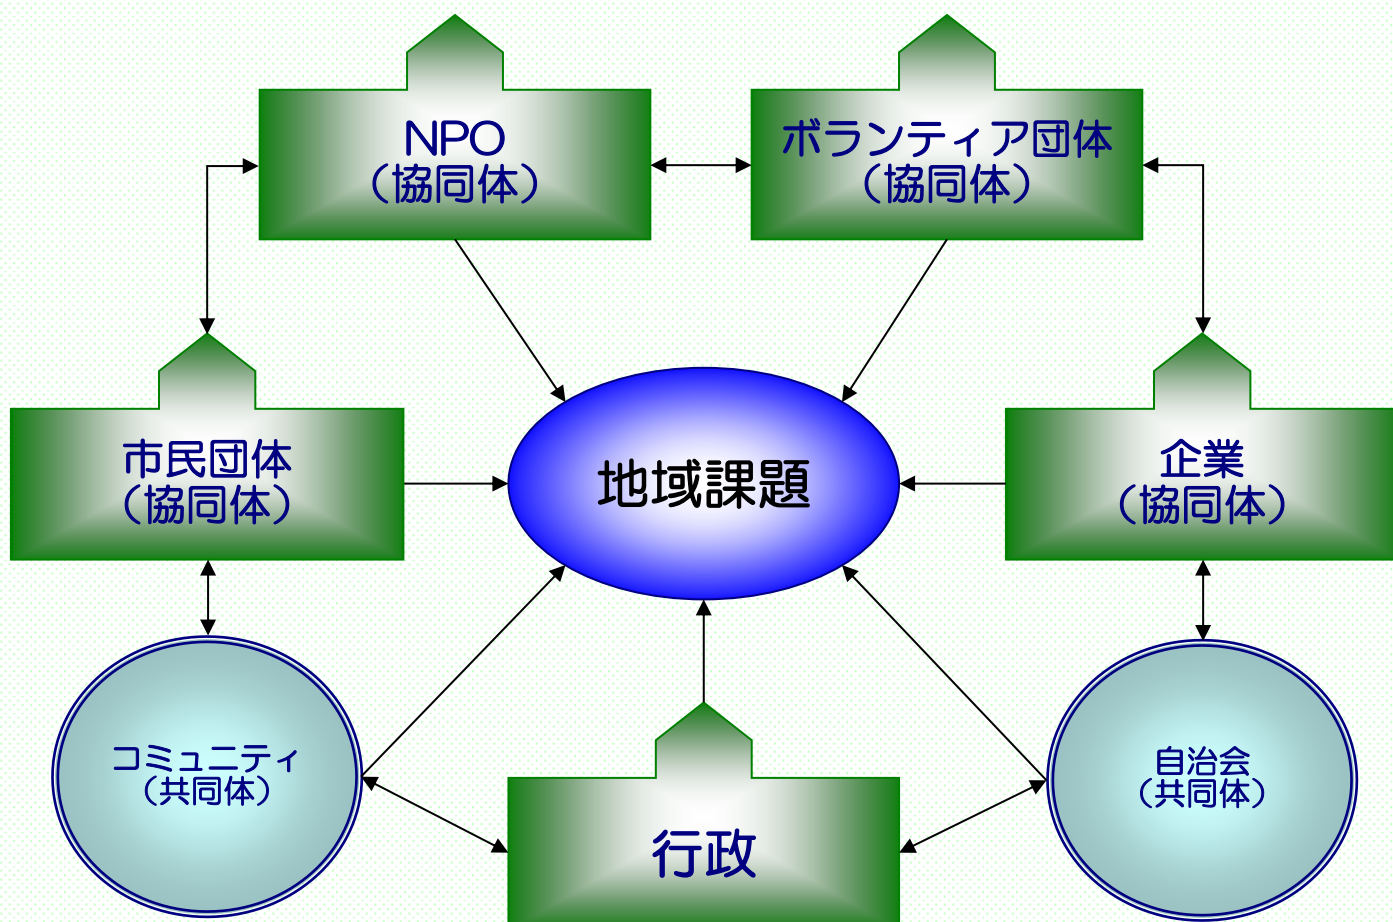 NPO
（協同体）
ボランティア団体
（協同体）
市民団体
（協同体）
地域課題
企業
（協同体）
コミュニティ
（共同体）
行政
自治会
（共同体）